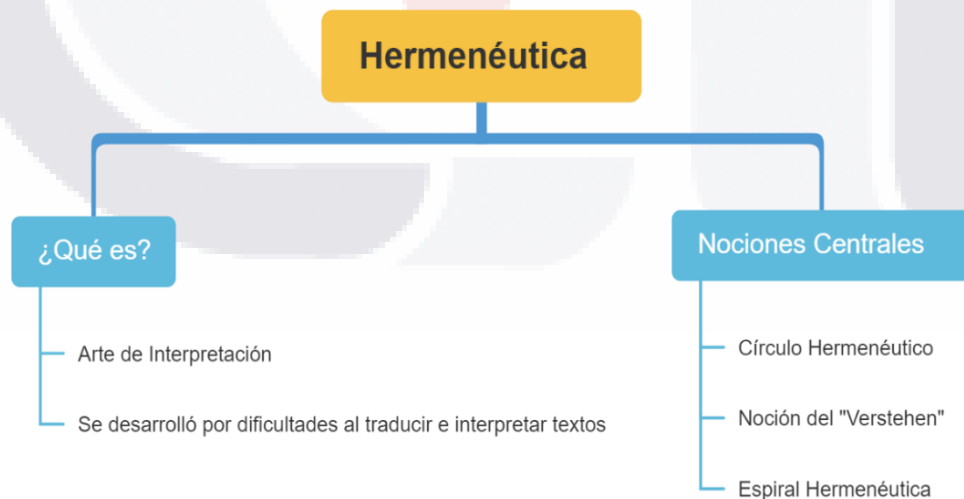 Hermenéutica
¿Qué es?
Arte de Interpretación
Se desarrolló por dificultades al traducir e interpretar textos
Nociones Centrales
Círculo Hermenéutico
Noción del "Verstehen"
Espiral Hermenéutica